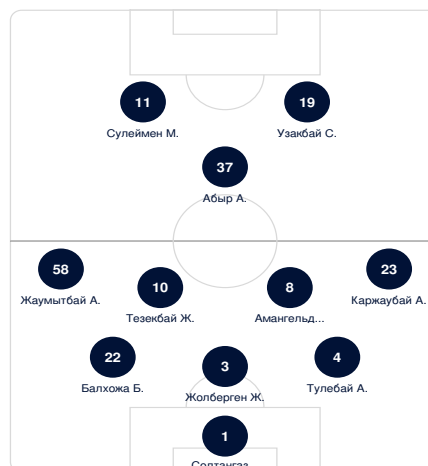 11 19
Сулеймен М. Узакбай С.
37
Абыр А.
58 23
10 8
Жаумытбай А. Каржаубай А.
Тезекбай Ж. Амангельд...
22 3 4
Балхожа Б. Тулебай А.
Жолберген Ж.
1